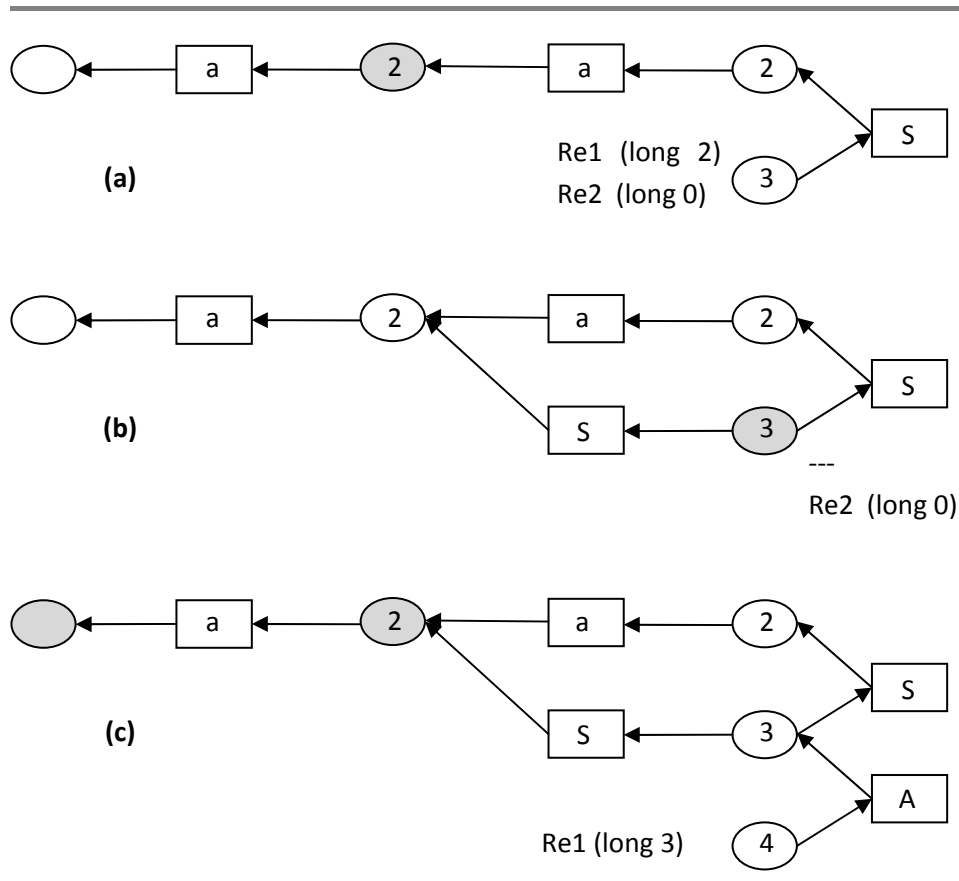 a 2 a 2
S
Re1 (long 2)
(a) 3
Re2 (long 0)
a 2 a 2
S
(b) S 3
---
Re2 (long 0)
a 2 a 2
S
(c) S 3
A
Re1 (long 3) 4